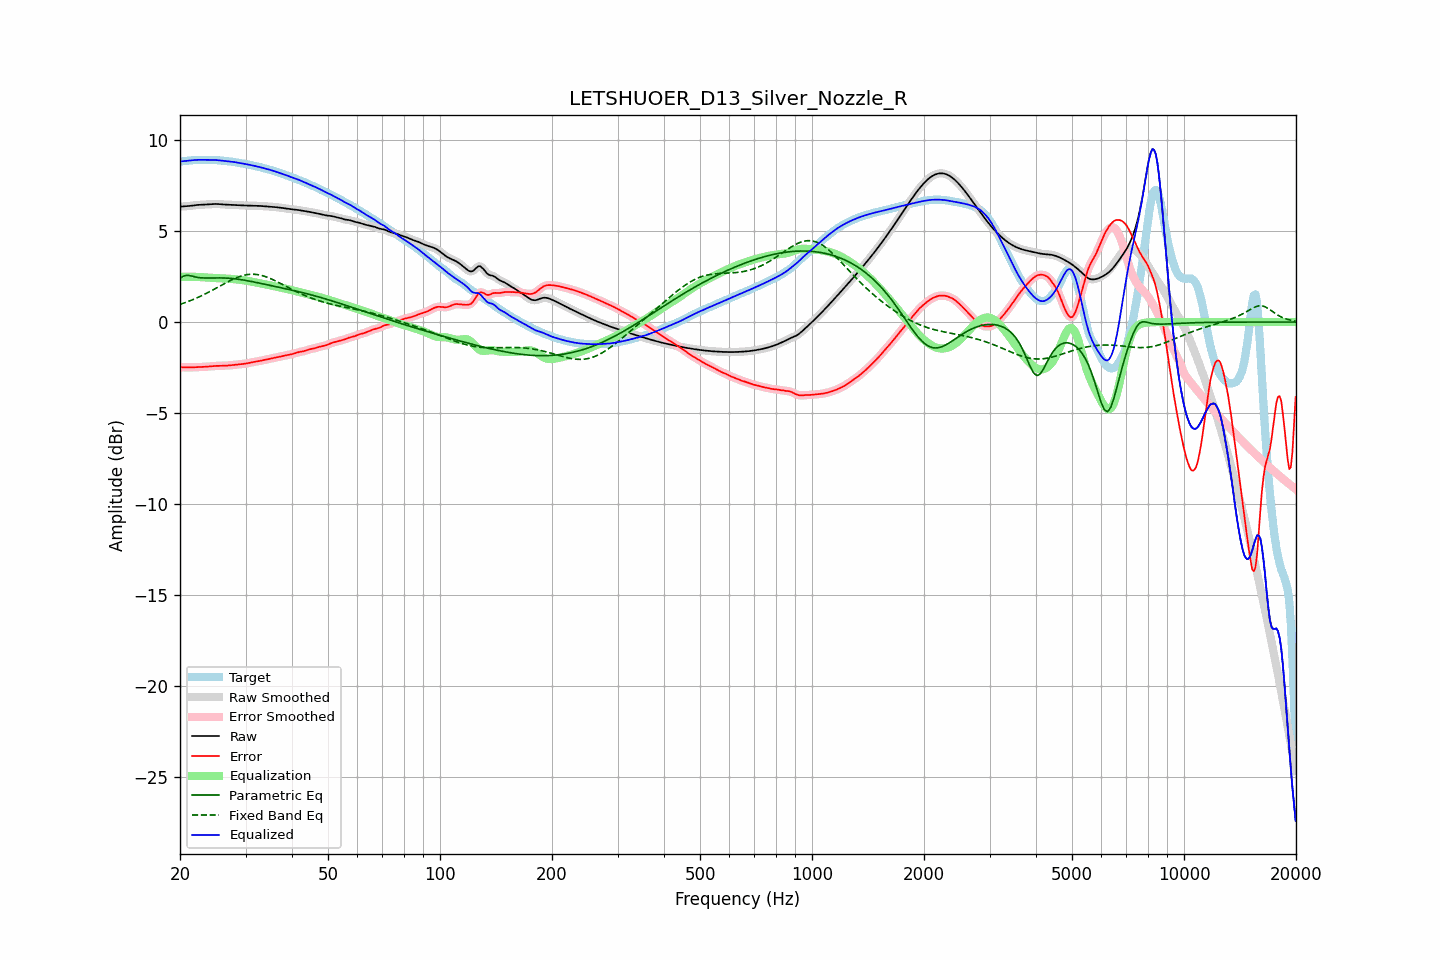 LETSHUOER_D13_Silver_Nozzle_R
10
5
0
−5
−10
−15
−20
−25
Amplitude (dBr)
Target
Raw Smoothed
Error Smoothed
Raw
Error
Equalization
Parametric Eq
Fixed Band Eq
Equalized
20 50 100 200 500 1000 2000 5000 10000 20000
Frequency (Hz)